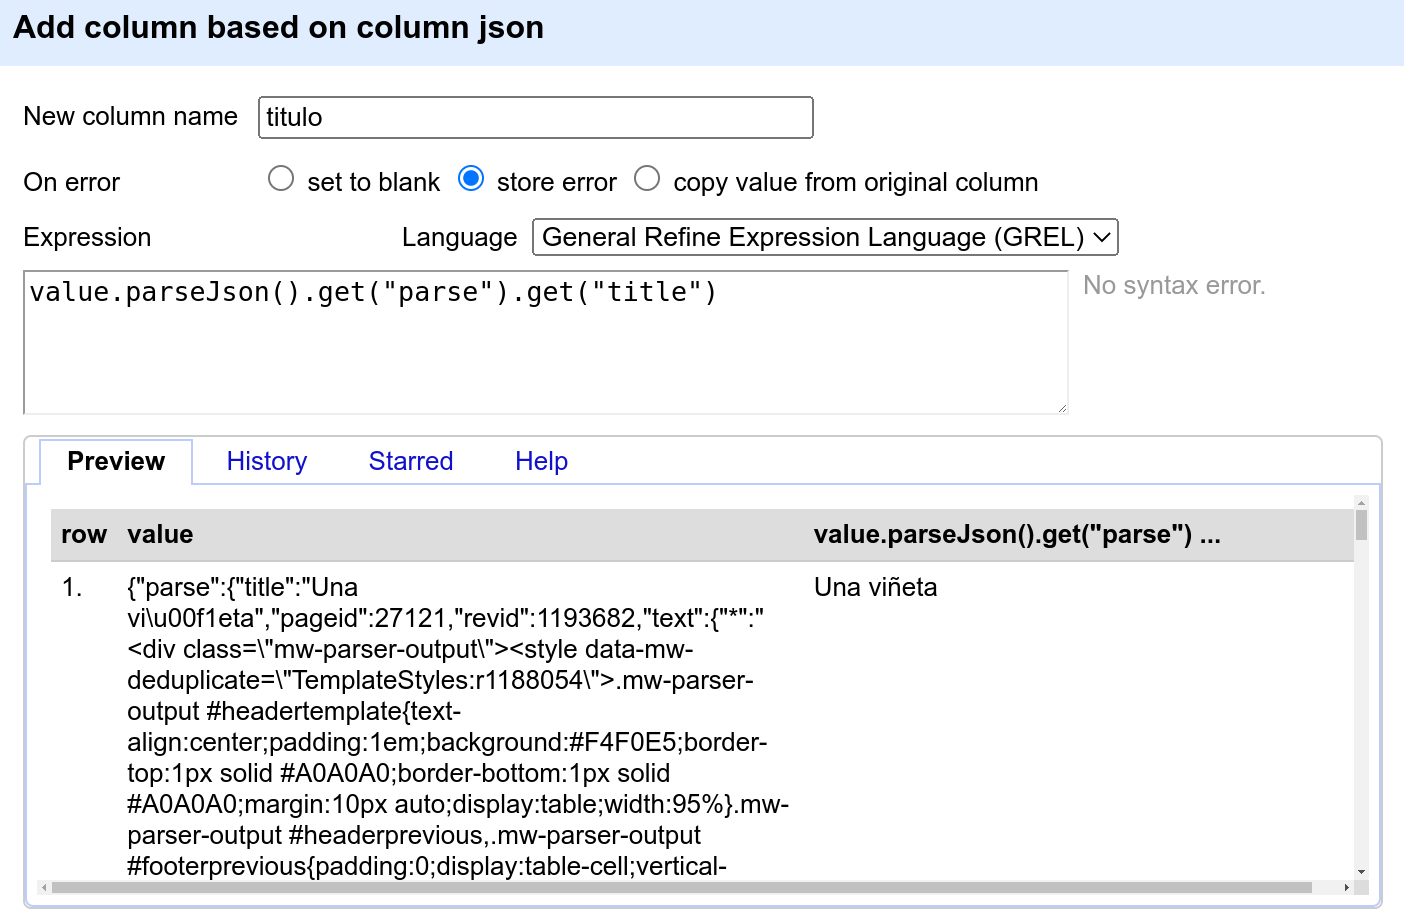 Add column based on column json
New column name titulo
On error set to blank store error copy value from original column
Expression Language General Refine Expression Language (GREL)
value.parseJson().get("parse").get("title") No syntax error.
Preview History Starred Help
row value value.parseJson().get("parse") ...
1. {"parse":{"title":"Una Una viñeta
vi\u00f1eta","pageid":27121,"revid":1193682,"text":{"*":"
<div class=\"mw-parser-output\"><style data-mw-
deduplicate=\"TemplateStyles:r1188054\">.mw-parser-
output #headertemplate{text-
align:center;padding:1em;background:#F4F0E5;border-
top:1px solid #A0A0A0;border-bottom:1px solid
#A0A0A0;margin:10px auto;display:table;width:95%}.mw-
parser-output #headerprevious,.mw-parser-output
#footerprevious{padding:0;display:table-cell;vertical-